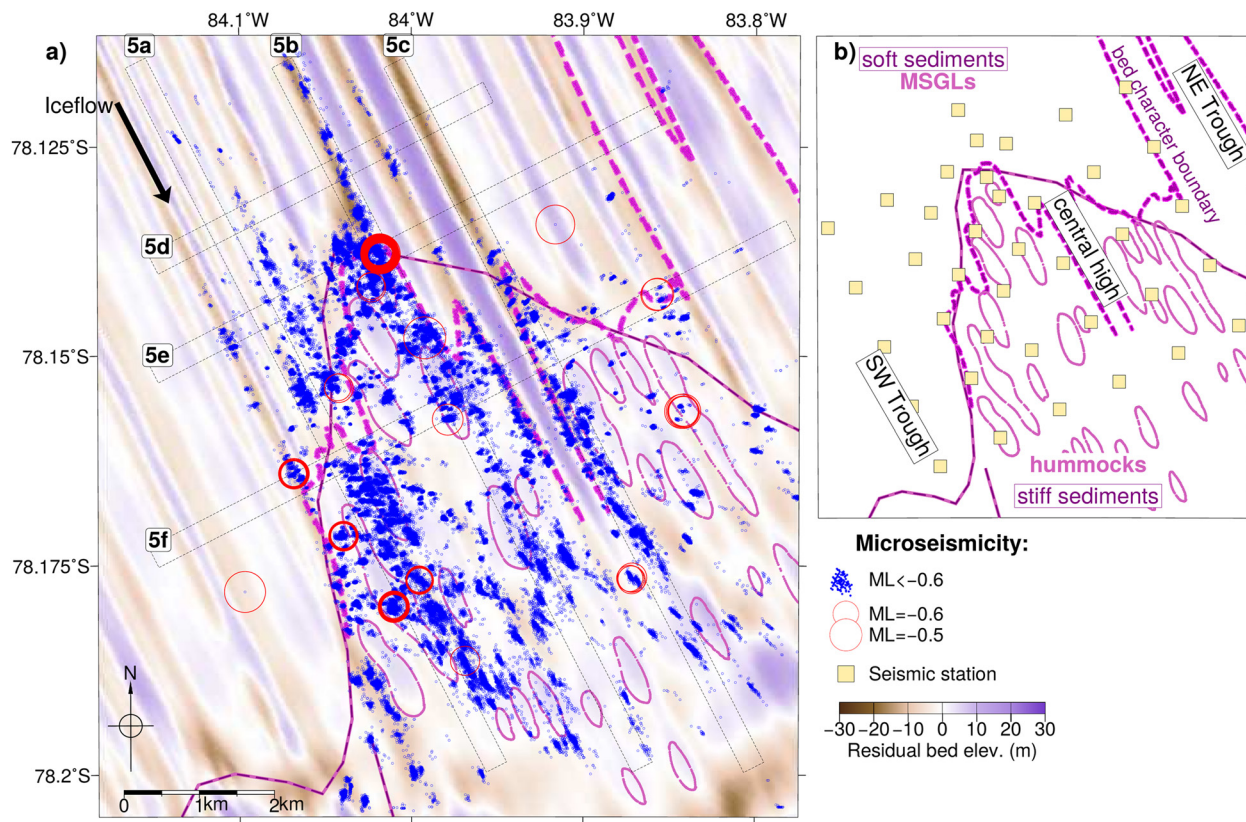 84.1°W
84°W
83.9°W
83.8°W
a)
5a
5b
5c
b)
soft sediments
MSGLs
bed character boundary
NE Trough
Iceflow
78.125°S
5d
central high
5e
78.15°S
SW Trough
5f
hummocks
stiff sediments
Microseismicity:
78.175°S
ML<−0.6
ML=−0.6
ML=−0.5
N
Seismic station
−30 −20 −10 0 10 20 30
Residual bed elev. (m)
78.2°S
0 1km 2km